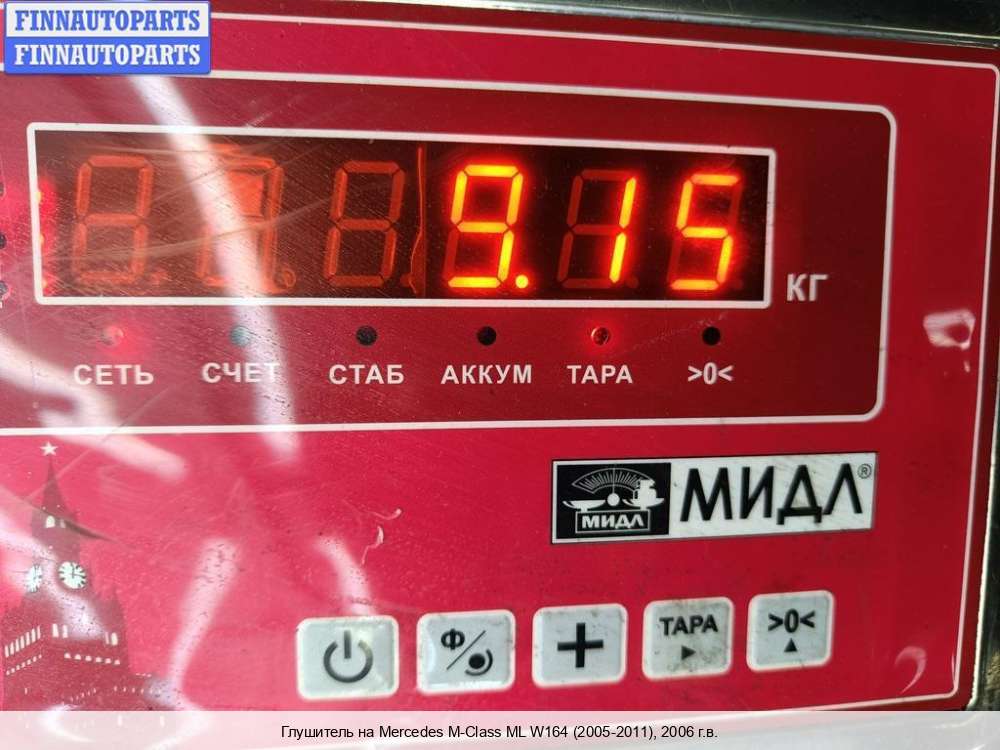 FINNAUTOPARTS
FINNAUTOPARTS
9.15
КГ
СЕТЬ СЧЕТ СТАБ АККУМ ТАРА >0<
МИДЛ МИДЛ®
Ф ТАРА >0<
Глушитель на Mercedes M-Class ML W164 (2005-2011), 2006 г.в.